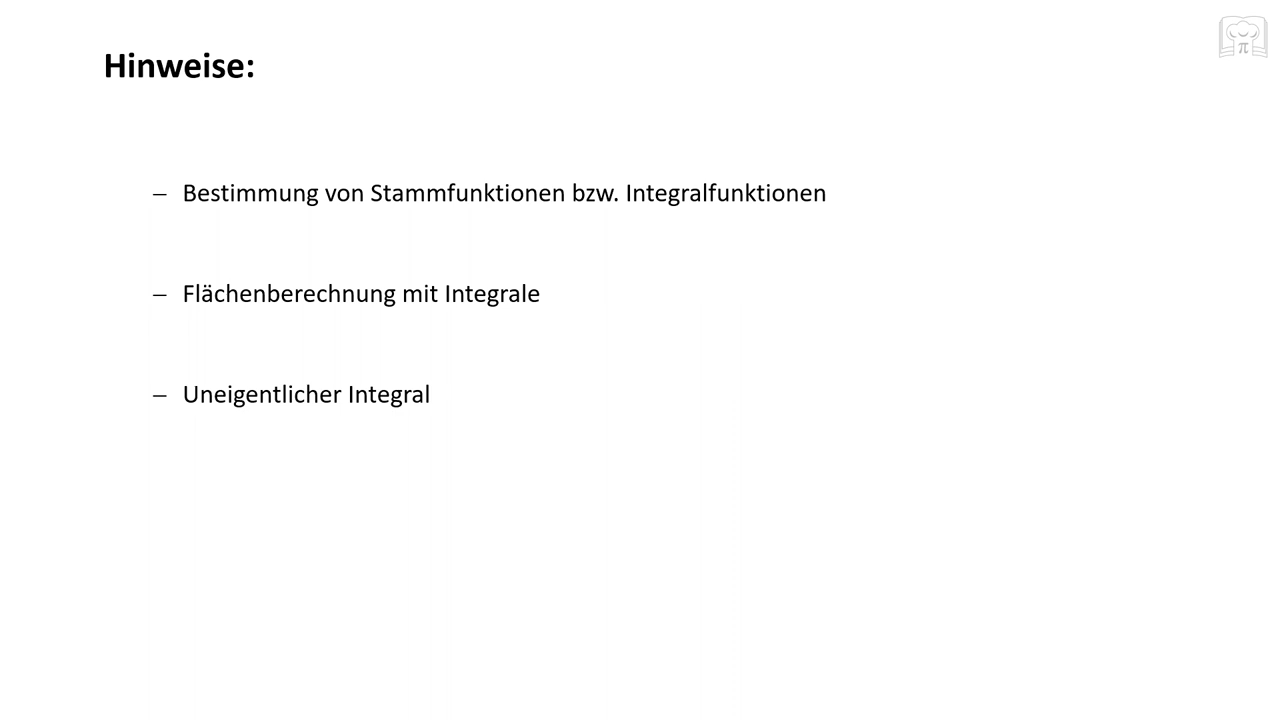 Hinweise:
– Bestimmung von Stammfunktionen bzw. Integralfunktionen
– Flächenberechnung mit Integrale
– Uneigentlicher Integral
π